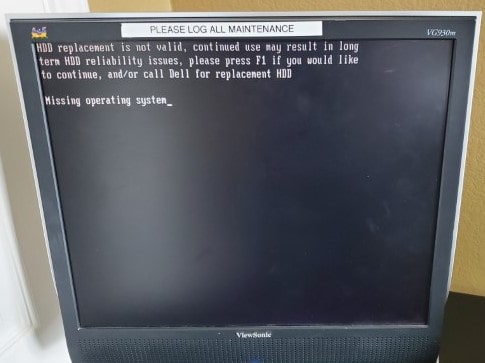 PLEASE LOG ALL MAINTENANCE
VG930m
HDD replacement is not valid, continued use may result in long
term HDD reliability issues, please press F1 if you would like
to continue, and/or call Dell for replacement HDD
Missing operating system_
ViewSonic